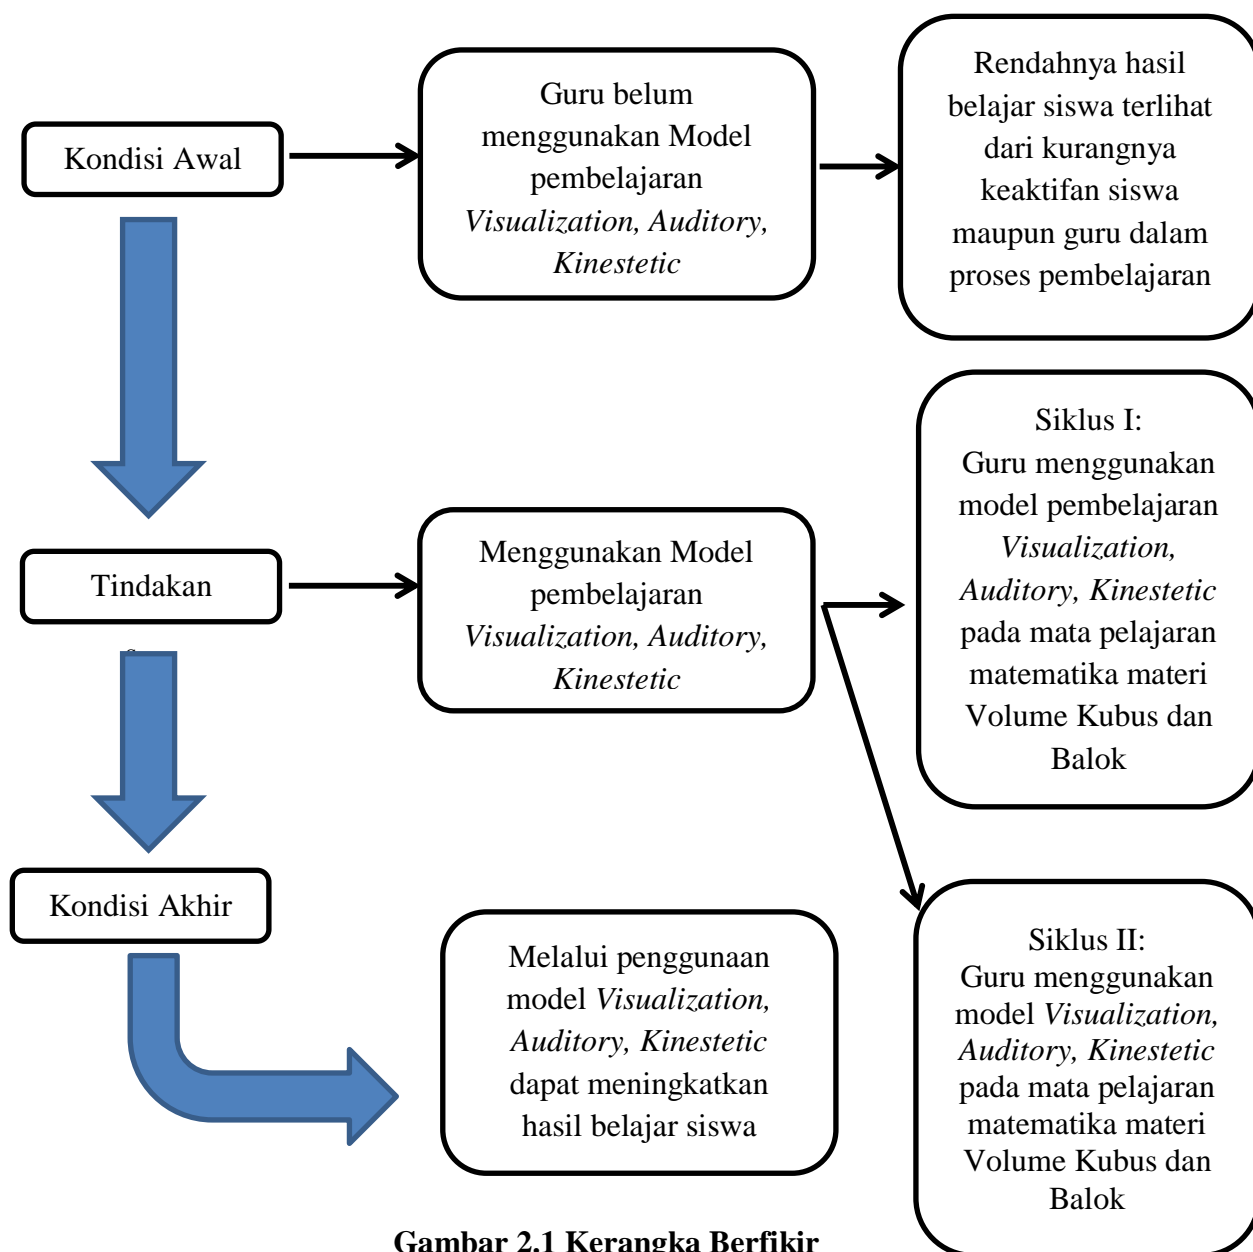 Kondisi Awal
Guru belum
menggunakan Model
pembelajaran
Visualization, Auditory,
Kinestetic
Rendahnya hasil
belajar siswa terlihat
dari kurangnya
keaktifan siswa
maupun guru dalam
proses pembelajaran
Tindakan
Menggunakan Model
pembelajaran
Visualization, Auditory,
Kinestetic
Siklus I:
Guru menggunakan
model pembelajaran
Visualization,
Auditory, Kinestetic
pada mata pelajaran
matematika materi
Volume Kubus dan
Balok
Siklus II:
Guru menggunakan
model Visualization,
Auditory, Kinestetic
pada mata pelajaran
matematika materi
Volume Kubus dan
Balok
Kondisi Akhir
Melalui penggunaan
model Visualization,
Auditory, Kinestetic
dapat meningkatkan
hasil belajar siswa
Gambar 2.1 Kerangka Berfikir